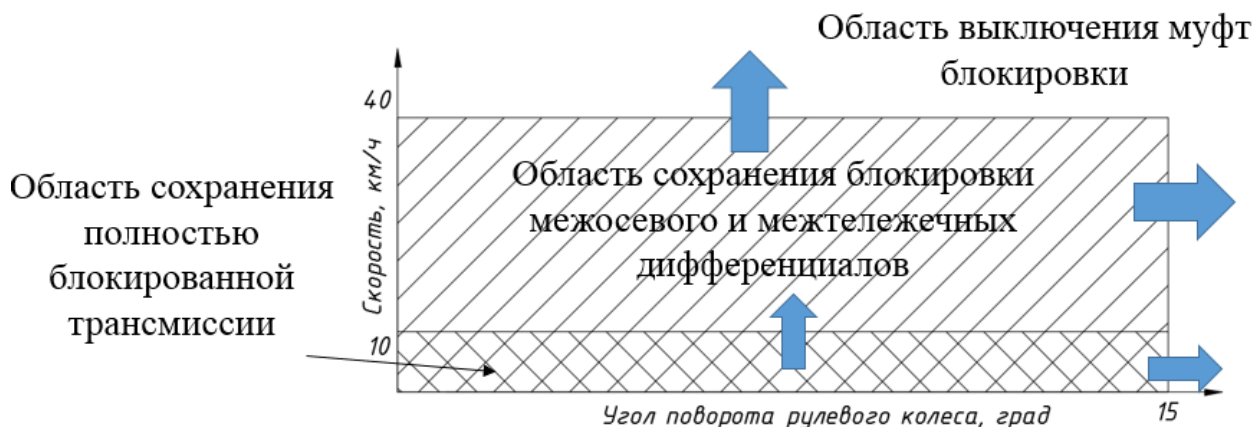 Область выключения муфт
блокировки
40
Скорость, км/ч
Область сохранения блокировки
межосевого и межтележечных
дифференциалов
Область сохранения
полностью
блокированной
трансмиссии
10
Угол поворота рулевого колеса, град
15